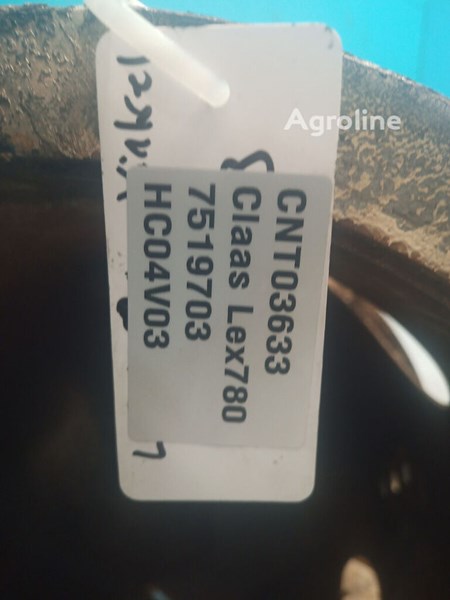 CNT03633
Claas Lex780
7519703
HC04V03
Agroline